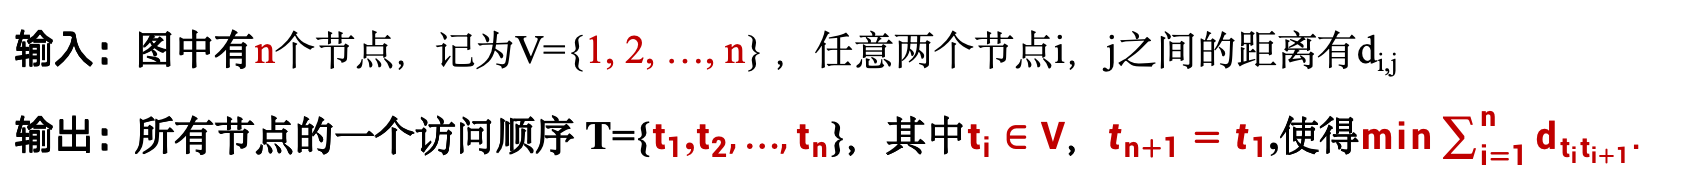 输入：图中有n个节点，记为V={1, 2, …, n} ，任意两个节点i，j之间的距离有d_{i,j}
输出：所有节点的一个访问顺序 T={t₁,t₂, …, tₙ}，其中tᵢ ∈ V，t_{n+1} = t₁,使得min ∑_{i=1}^{n} d_{tᵢtᵢ₊₁}.